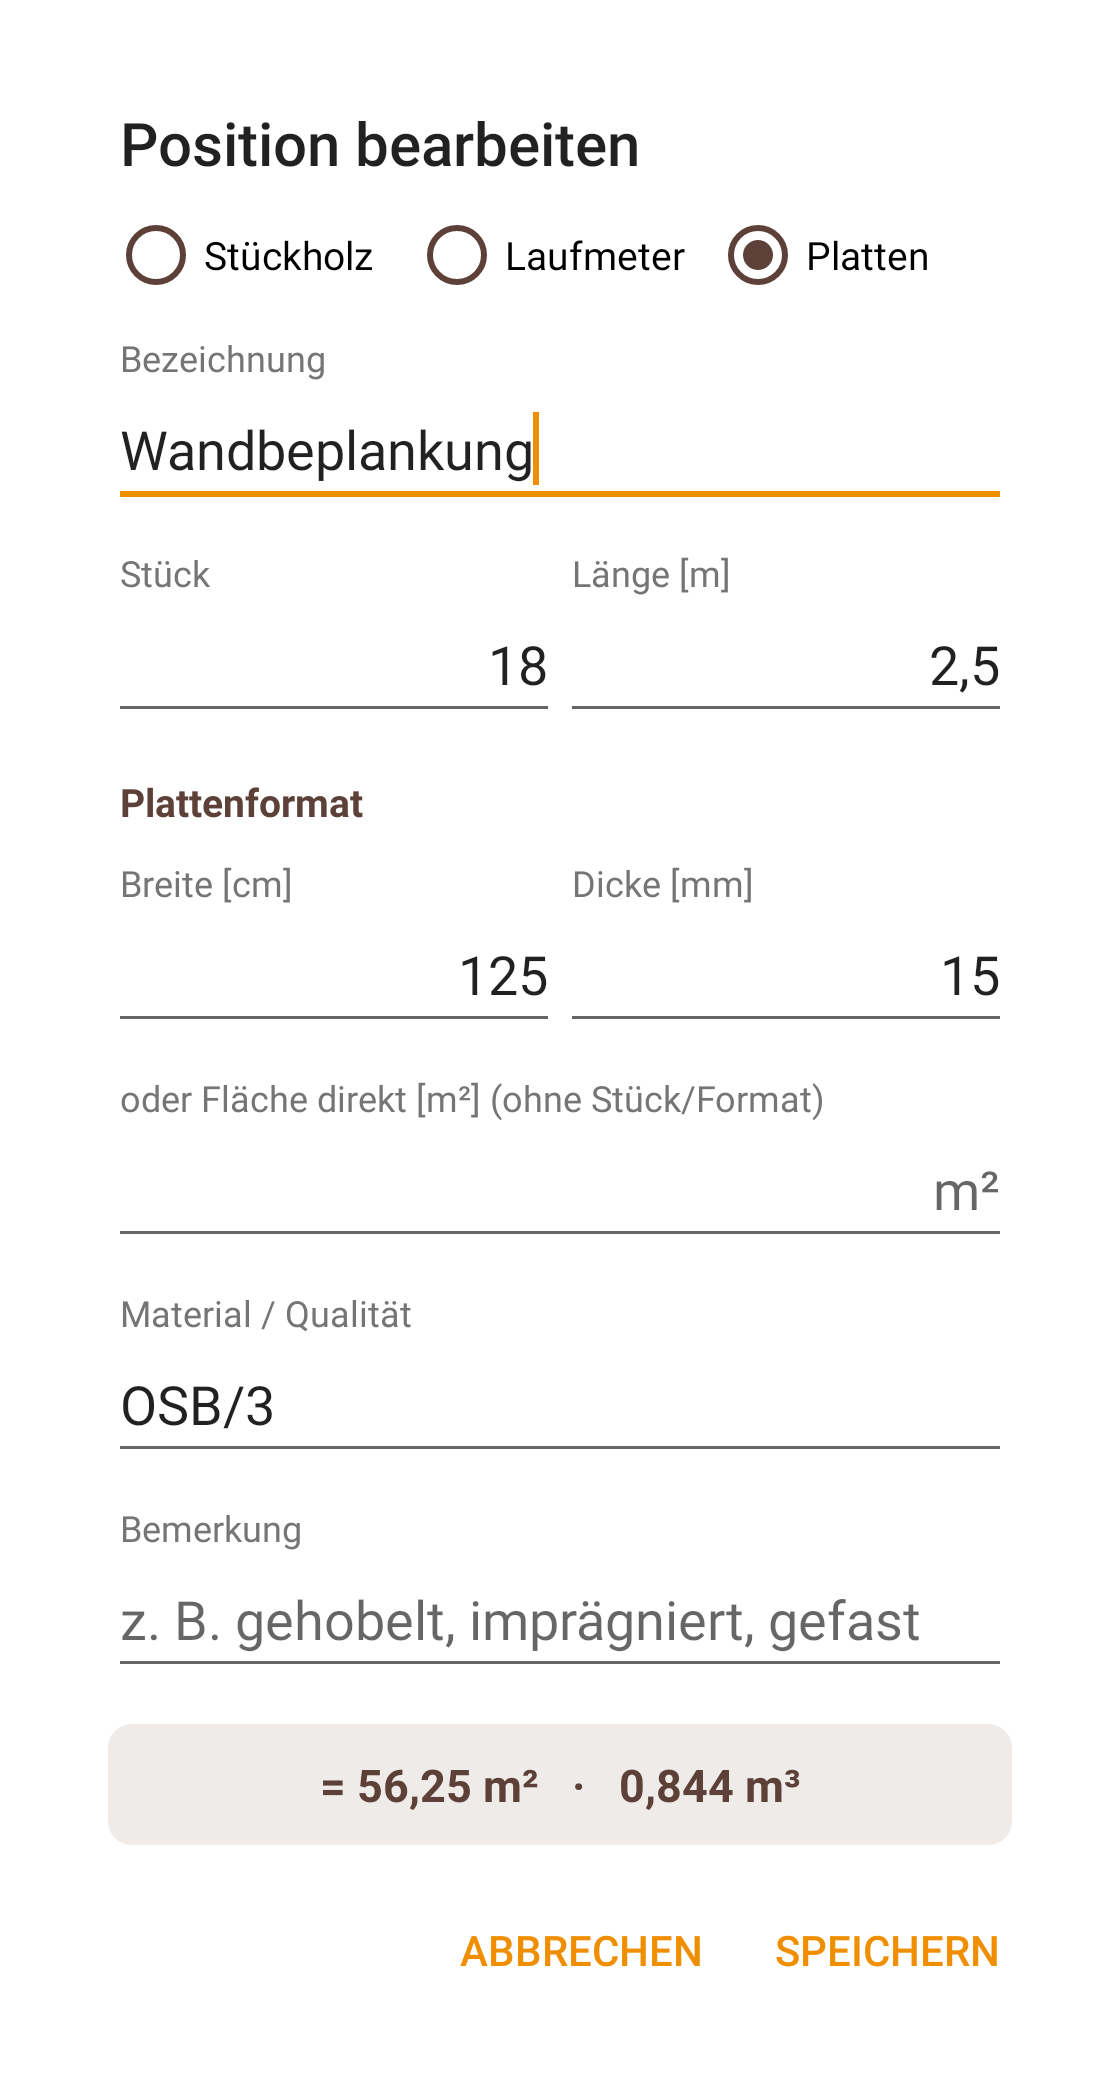 Position bearbeiten
Stückholz Laufmeter Platten
Bezeichnung
Wandbeplankung
Stück Länge [m]
18 2,5
Plattenformat
Breite [cm] Dicke [mm]
125 15
oder Fläche direkt [m²] (ohne Stück/Format)
m²
Material / Qualität
OSB/3
Bemerkung
z. B. gehobelt, imprägniert, gefast
= 56,25 m² · 0,844 m³
ABBRECHEN SPEICHERN